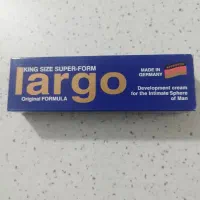 KING SIZE SUPER-FORM
largo
Original FORMULA
MADE IN
GERMANY
Development cream
for the Intimate Sphere
of Man